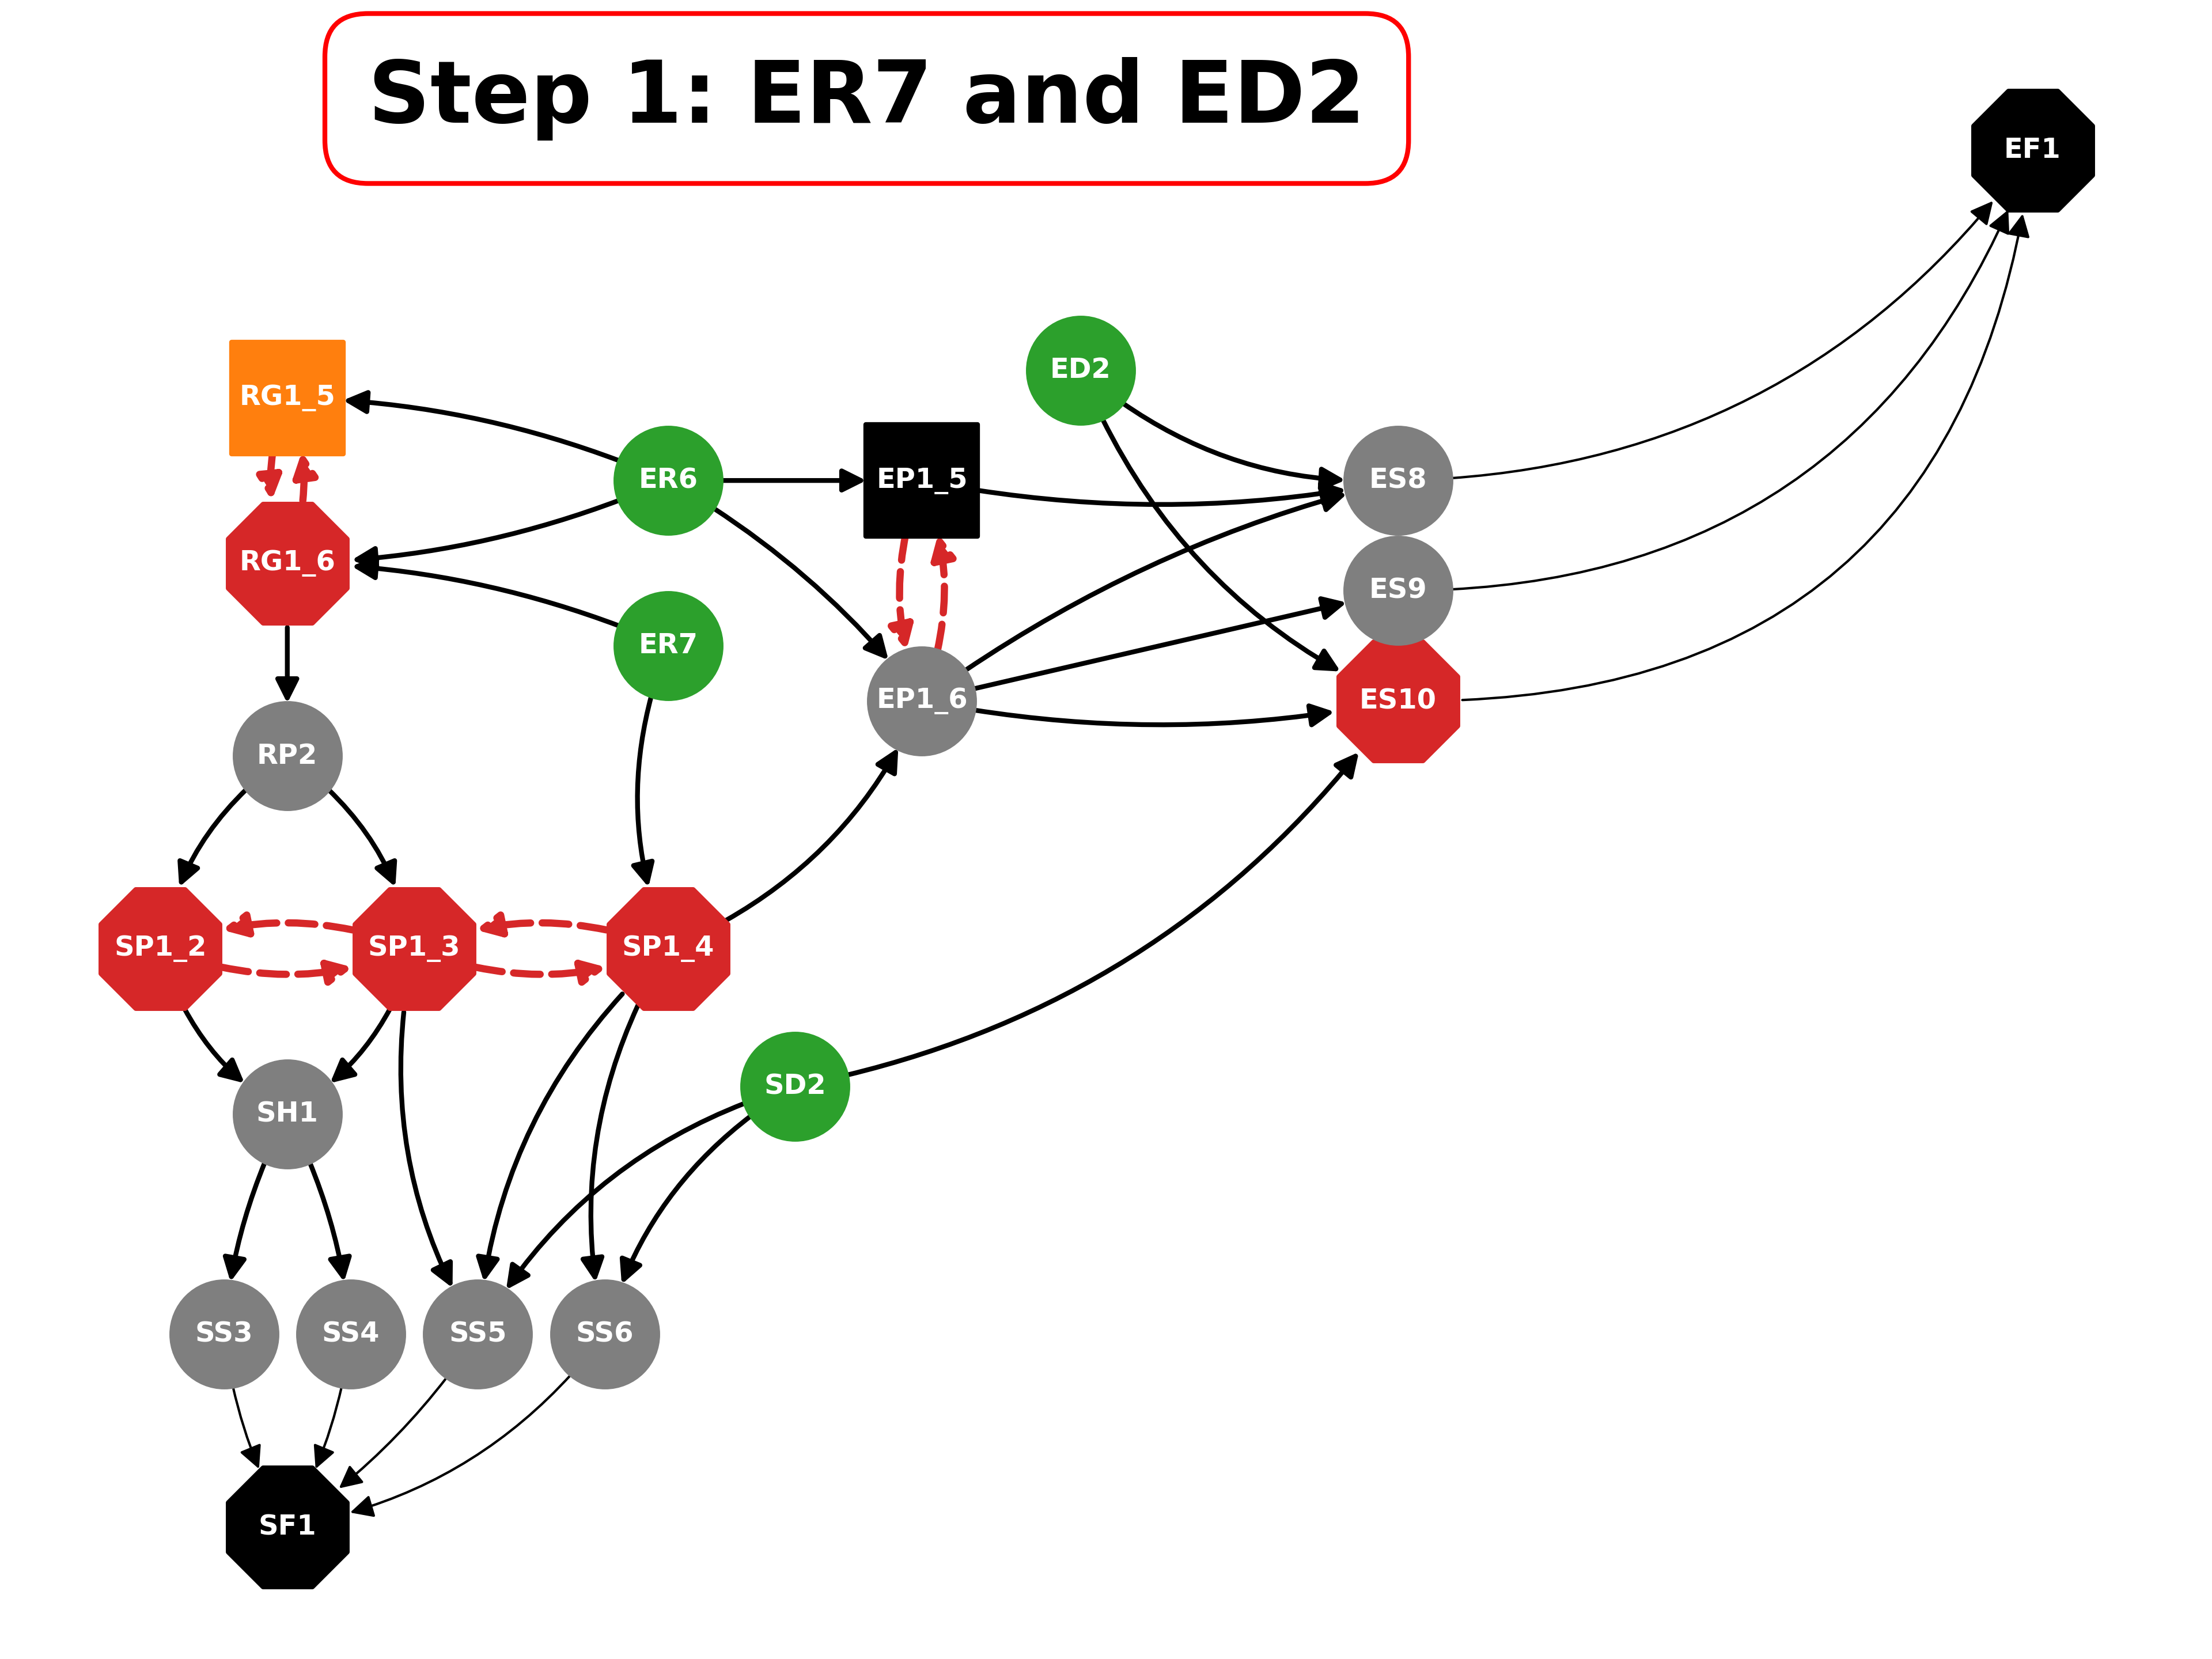 Step 1: ER7 and ED2
EF1
ED2
RG1_5
ER6
EP1_5
ES8
RG1_6
ES9
ER7
EP1_6
ES10
RP2
SP1_2
SP1_3
SP1_4
SD2
SH1
SS3
SS4
SS5
SS6
SF1